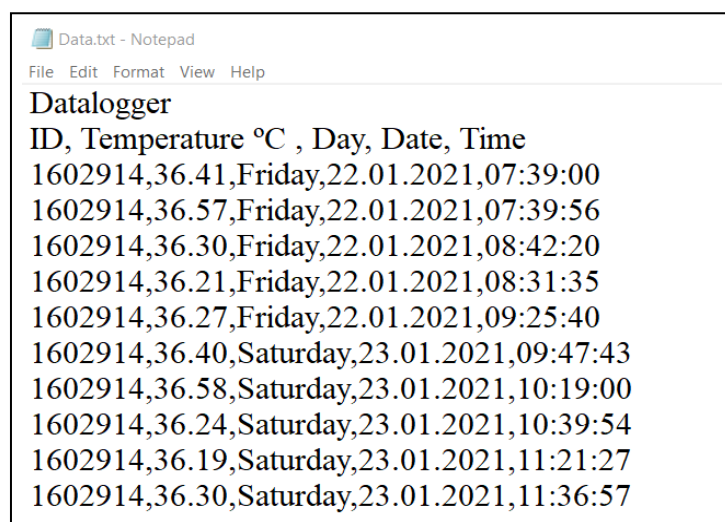 Data.txt - Notepad
File Edit Format View Help
Datalogger
ID, Temperature ºC , Day, Date, Time
1602914,36.41,Friday,22.01.2021,07:39:00
1602914,36.57,Friday,22.01.2021,07:39:56
1602914,36.30,Friday,22.01.2021,08:42:20
1602914,36.21,Friday,22.01.2021,08:31:35
1602914,36.27,Friday,22.01.2021,09:25:40
1602914,36.40,Saturday,23.01.2021,09:47:43
1602914,36.58,Saturday,23.01.2021,10:19:00
1602914,36.24,Saturday,23.01.2021,10:39:54
1602914,36.19,Saturday,23.01.2021,11:21:27
1602914,36.30,Saturday,23.01.2021,11:36:57